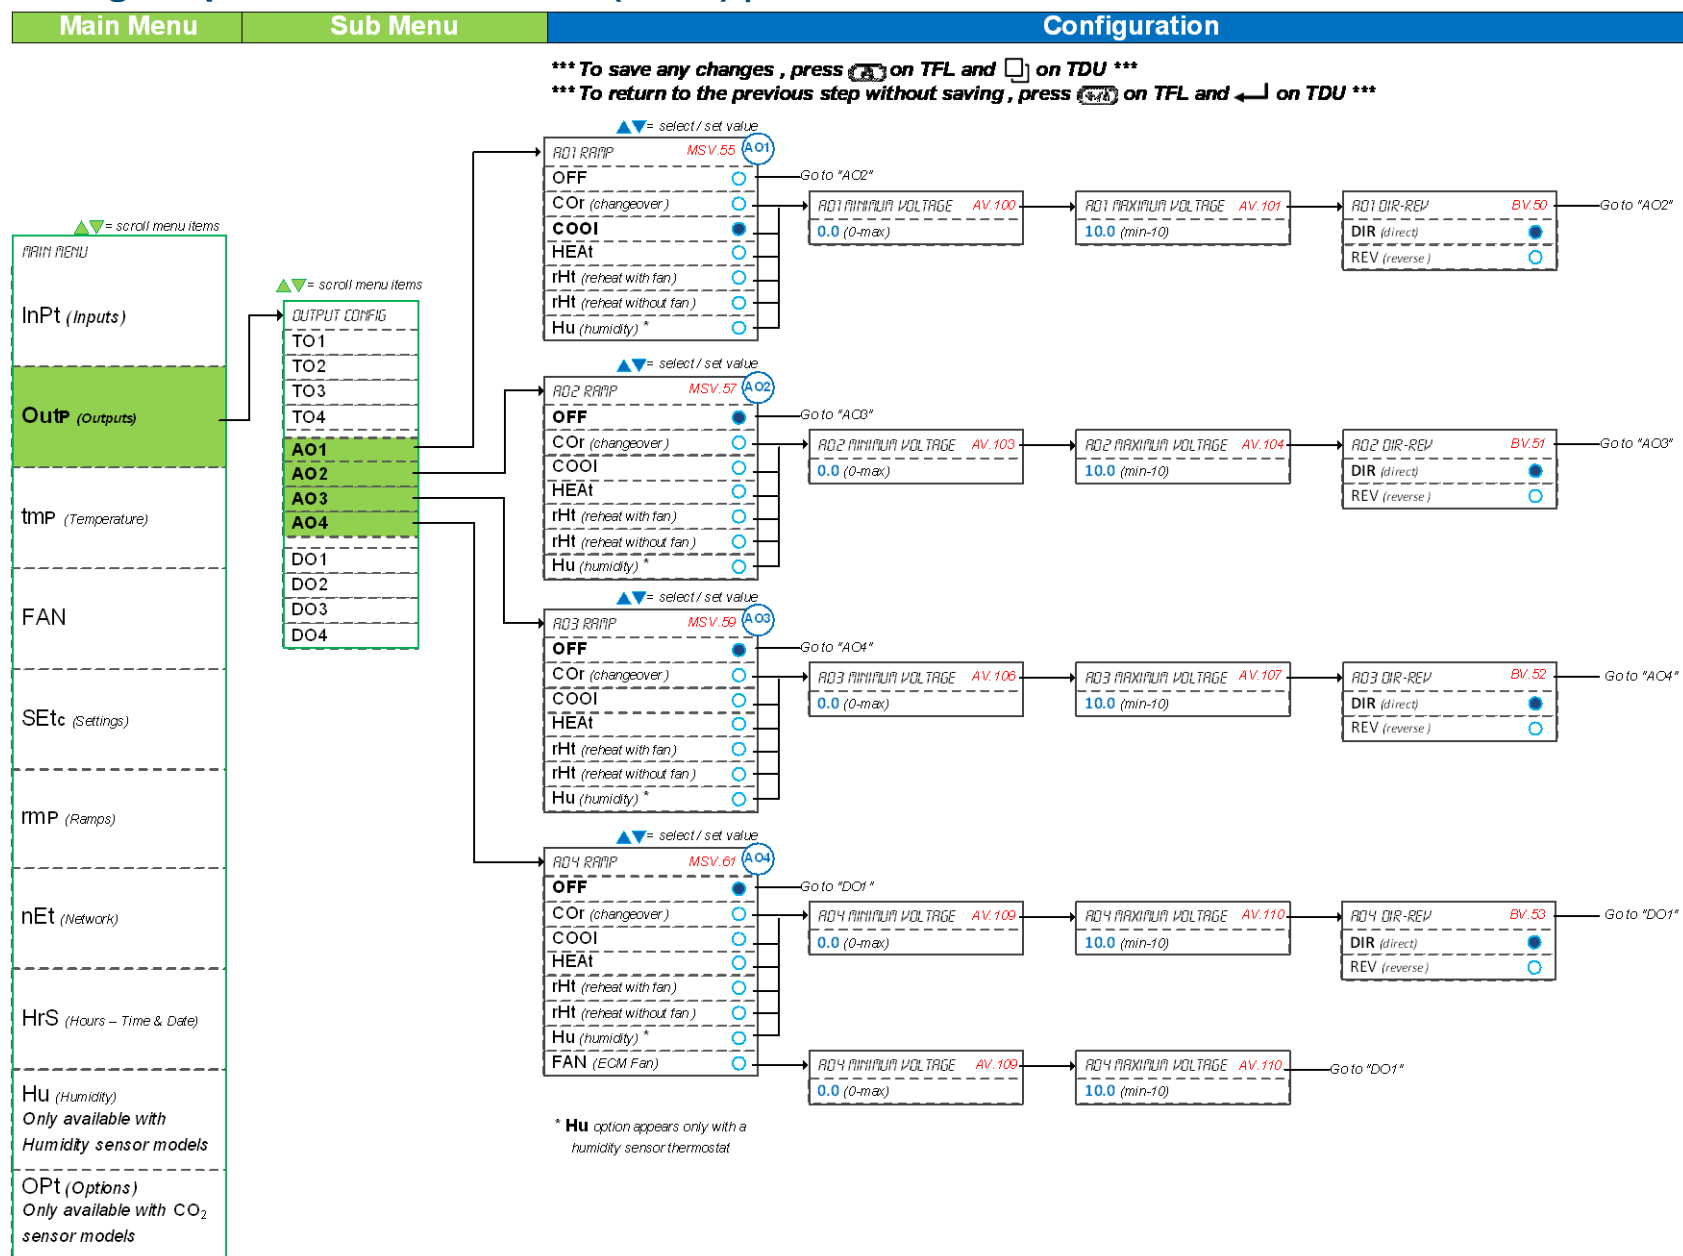 Main Menu
Sub Menu
Configuration
*** To save any changes , press on TFL and on TDU ***
*** To return to the previous step without saving , press on TFL and on TDU ***
= scroll menu items
MAIN MENU
InPt (Inputs)
OutP (Outputs)
tmP (Temperature)
FAN
SEtc (Settings)
rmP (Ramps)
nEt (Network)
HrS (Hours – Time & Date)
Hu (Humidity)
Only available with
Humidity sensor models
OPt (Options)
Only available with CO2
sensor models
= scroll menu items
OUTPUT CONFIG
TO1
TO2
TO3
TO4
AO1
AO2
AO3
AO4
DO1
DO2
DO3
DO4
= select / set value
AO1 RAMP MSV.55 AO1
OFF Go to "AO2"
COr (changeover)
COOl
HEAt
rHt (reheat with fan)
rHt (reheat without fan)
Hu (humidity) *
AO1 MINIMUM VOLTAGE AV.100
0.0 (0-max)
AO1 MAXIMUM VOLTAGE AV.101
10.0 (min-10)
AO1 DIR-REV BV.50 Go to "AO2"
DIR (direct)
REV (reverse)
= select / set value
AO2 RAMP MSV.57 AO2
OFF Go to "AO3"
COr (changeover)
COOl
HEAt
rHt (reheat with fan)
rHt (reheat without fan)
Hu (humidity) *
AO2 MINIMUM VOLTAGE AV.103
0.0 (0-max)
AO2 MAXIMUM VOLTAGE AV.104
10.0 (min-10)
AO2 DIR-REV BV.51 Go to "AO3"
DIR (direct)
REV (reverse)
= select / set value
AO3 RAMP MSV.59 AO3
OFF Go to "AO4"
COr (changeover)
COOl
HEAt
rHt (reheat with fan)
rHt (reheat without fan)
Hu (humidity) *
AO3 MINIMUM VOLTAGE AV.106
0.0 (0-max)
AO3 MAXIMUM VOLTAGE AV.107
10.0 (min-10)
AO3 DIR-REV BV.52 Go to "AO4"
DIR (direct)
REV (reverse)
= select / set value
AO4 RAMP MSV.61 AO4
OFF Go to "DO1"
COr (changeover)
COOl
HEAt
rHt (reheat with fan)
rHt (reheat without fan)
Hu (humidity) *
FAN (ECM Fan)
AO4 MINIMUM VOLTAGE AV.109
0.0 (0-max)
AO4 MAXIMUM VOLTAGE AV.110
10.0 (min-10)
AO4 DIR-REV BV.53 Go to "DO1"
DIR (direct)
REV (reverse)
AO4 MINIMUM VOLTAGE AV.109
0.0 (0-max)
AO4 MAXIMUM VOLTAGE AV.110 Go to "DO1"
10.0 (min-10)
* Hu option appears only with a
humidity sensor thermostat